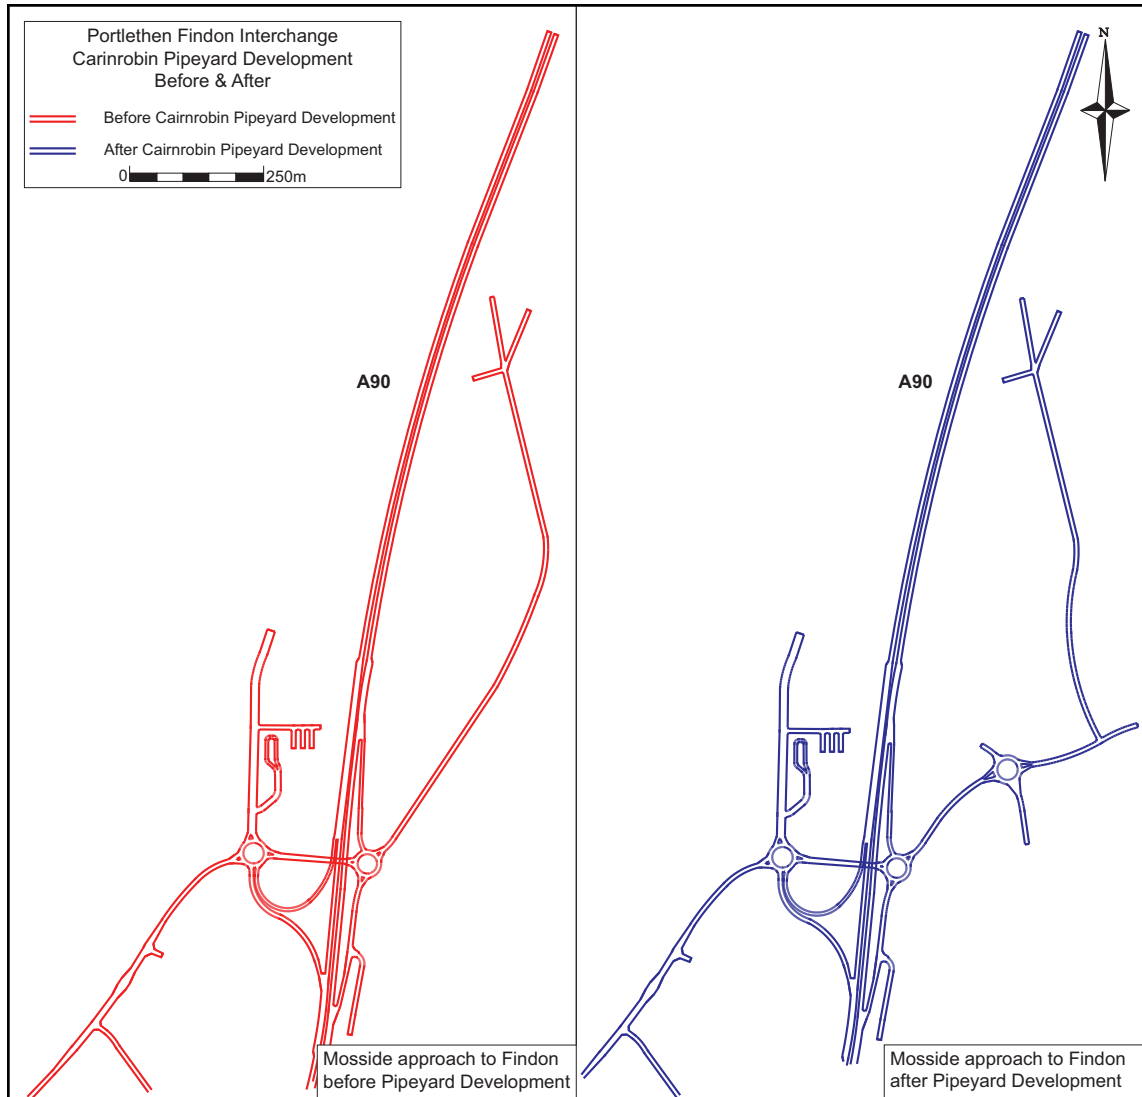 Portlethen Findon Interchange
Carinrobin Pipeyard Development
Before & After
Before Cairnrobin Pipeyard Development
After Cairnrobin Pipeyard Development
0 250m
N
A90
A90
Mosside approach to Findon
before Pipeyard Development
Mosside approach to Findon
after Pipeyard Development